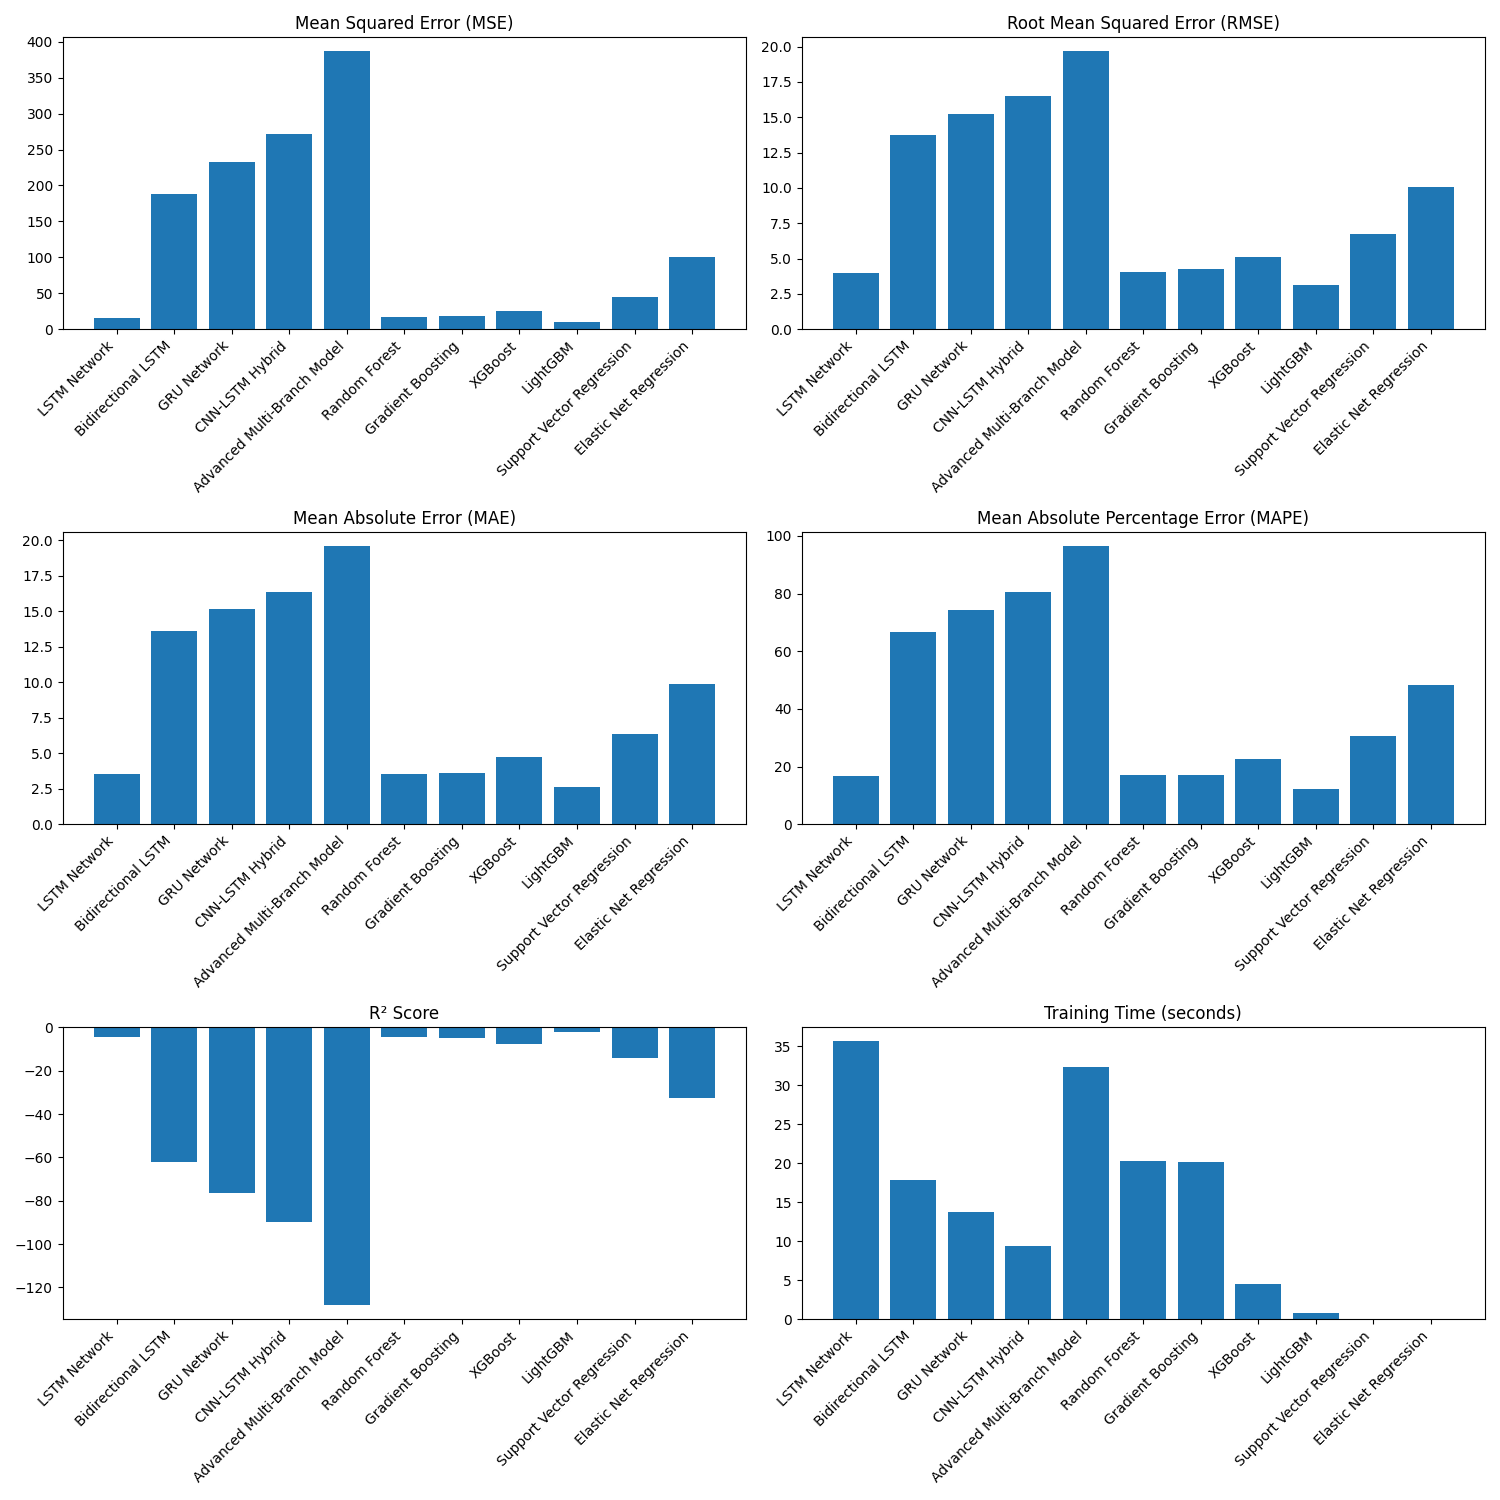 Mean Squared Error (MSE)
400
350
300
250
200
150
100
50
0
LSTM Network
Bidirectional LSTM
GRU Network
CNN-LSTM Hybrid
Advanced Multi-Branch Model
Random Forest
Gradient Boosting
XGBoost
LightGBM
Support Vector Regression
Elastic Net Regression
Root Mean Squared Error (RMSE)
20.0
17.5
15.0
12.5
10.0
7.5
5.0
2.5
0.0
LSTM Network
Bidirectional LSTM
GRU Network
CNN-LSTM Hybrid
Advanced Multi-Branch Model
Random Forest
Gradient Boosting
XGBoost
LightGBM
Support Vector Regression
Elastic Net Regression
Mean Absolute Error (MAE)
20.0
17.5
15.0
12.5
10.0
7.5
5.0
2.5
0.0
LSTM Network
Bidirectional LSTM
GRU Network
CNN-LSTM Hybrid
Advanced Multi-Branch Model
Random Forest
Gradient Boosting
XGBoost
LightGBM
Support Vector Regression
Elastic Net Regression
Mean Absolute Percentage Error (MAPE)
100
80
60
40
20
0
LSTM Network
Bidirectional LSTM
GRU Network
CNN-LSTM Hybrid
Advanced Multi-Branch Model
Random Forest
Gradient Boosting
XGBoost
LightGBM
Support Vector Regression
Elastic Net Regression
R² Score
0
−20
−40
−60
−80
−100
−120
LSTM Network
Bidirectional LSTM
GRU Network
CNN-LSTM Hybrid
Advanced Multi-Branch Model
Random Forest
Gradient Boosting
XGBoost
LightGBM
Support Vector Regression
Elastic Net Regression
Training Time (seconds)
35
30
25
20
15
10
5
0
LSTM Network
Bidirectional LSTM
GRU Network
CNN-LSTM Hybrid
Advanced Multi-Branch Model
Random Forest
Gradient Boosting
XGBoost
LightGBM
Support Vector Regression
Elastic Net Regression